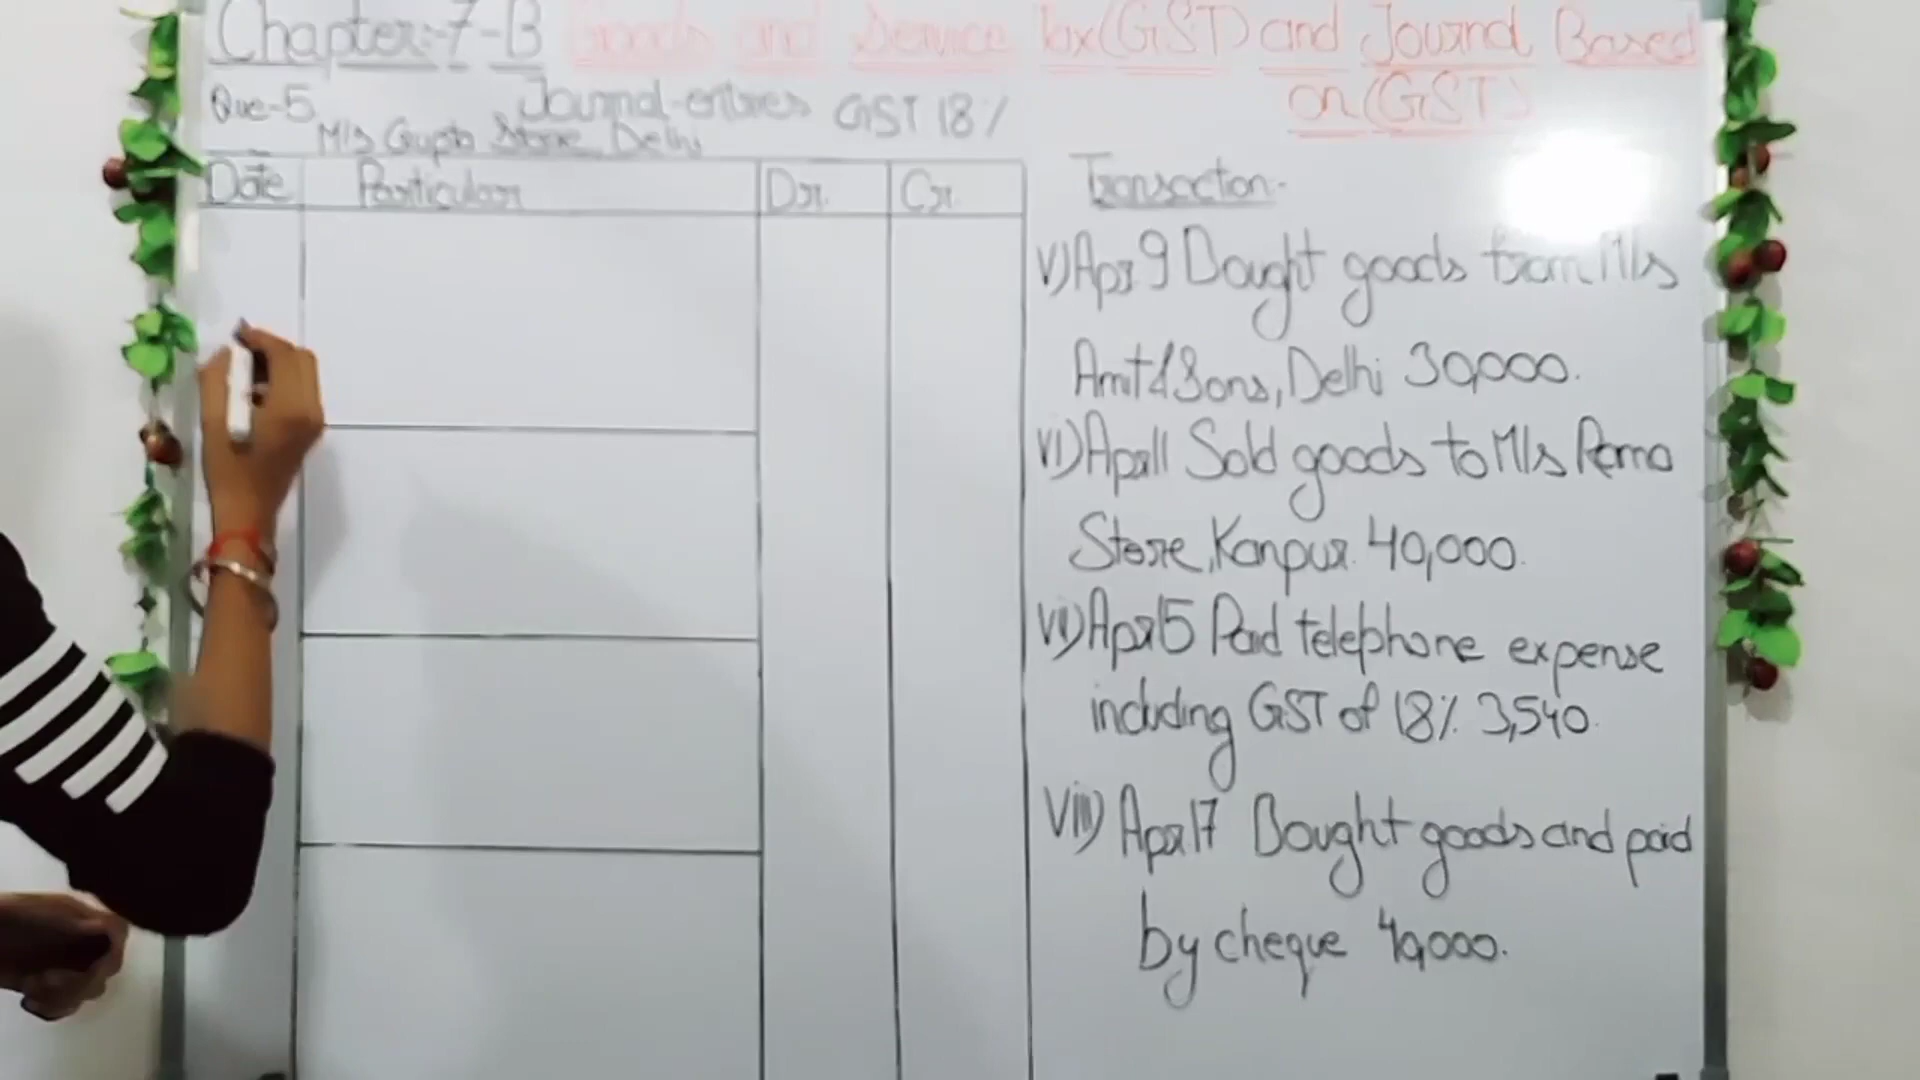 Chapter:-7-B Goods and Service Tax(GST) and Journal Based
on (GST)
Que-5 Journal-entries GST 18%
M/s Gupta Store Delhi
Date Particular Dr. Cr.
Transaction-
V) Apr 9 Bought goods from M/s
Amit & Sons, Delhi 30,000.
VI) Apr 11 Sold goods to M/s Rama
Store, Kanpur. 40,000.
VII) Apr 15 Paid telephone expense
including GST of 18% 3,540.
VIII) Apr 17 Bought goods and paid
by cheque 40,000.